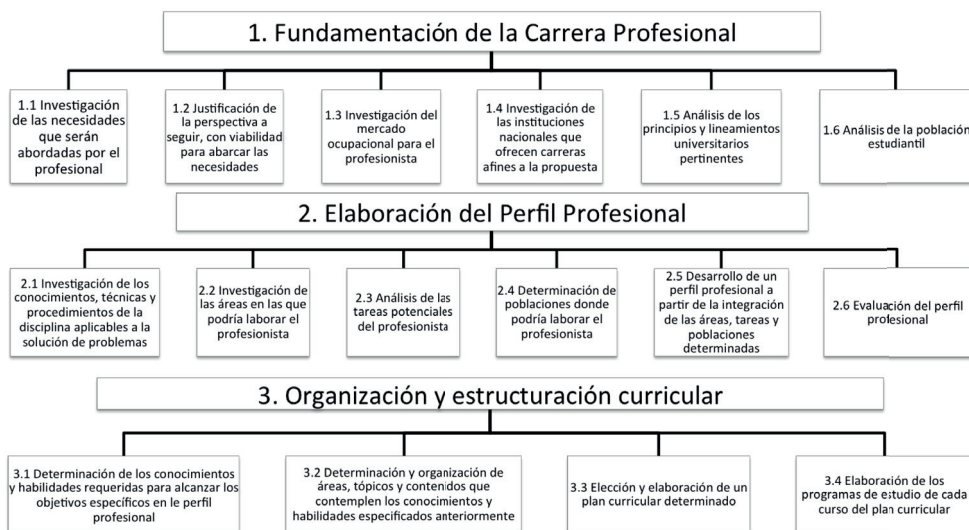 1. Fundamentación de la Carrera Profesional
1.1 Investigación
de las necesidades
que serán
abordadas por el
profesional
1.2 Justificación de
la perspectiva a
seguir, con viabilidad
para abarcar las
necesidades
1.3 Investigación del
mercado
ocupacional para el
profesionista
1.4 Investigación de
las instituciones
nacionales que
ofrecen carreras
afines a la propuesta
1.5 Análisis de los
principios y lineamientos
universitarios
pertinentes
1.6 Análisis de la población
estudiantil
2. Elaboración del Perfil Profesional
2.1 Investigación de los
conocimientos, técnicas y
procedimientos de la
disciplina aplicables a la
solución de problemas
2.2 Investigación de
las áreas en las que
podría laborar el
profesionista
2.3 Análisis de las
tareas potenciales
del profesionista
2.4 Determinación de
poblaciones donde
podría laborar el
profesionista
2.5 Desarrollo de un
perfil profesional a
partir de la integración
de las áreas, tareas y
poblaciones
determinadas
2.6 Evaluación del perfil
profesional
3. Organización y estructuración curricular
3.1 Determinación de los conocimientos
y habilidades requeridas para alcanzar los
objetivos específicos en le perfil
profesional
3.2 Determinación y organización de
áreas, tópicos y contenidos que
contemplen los conocimientos y
habilidades especificados anteriormente
3.3 Elección y elaboración de un
plan curricular determinado
3.4 Elaboración de los
programas de estudio de cada
curso del plan curricular